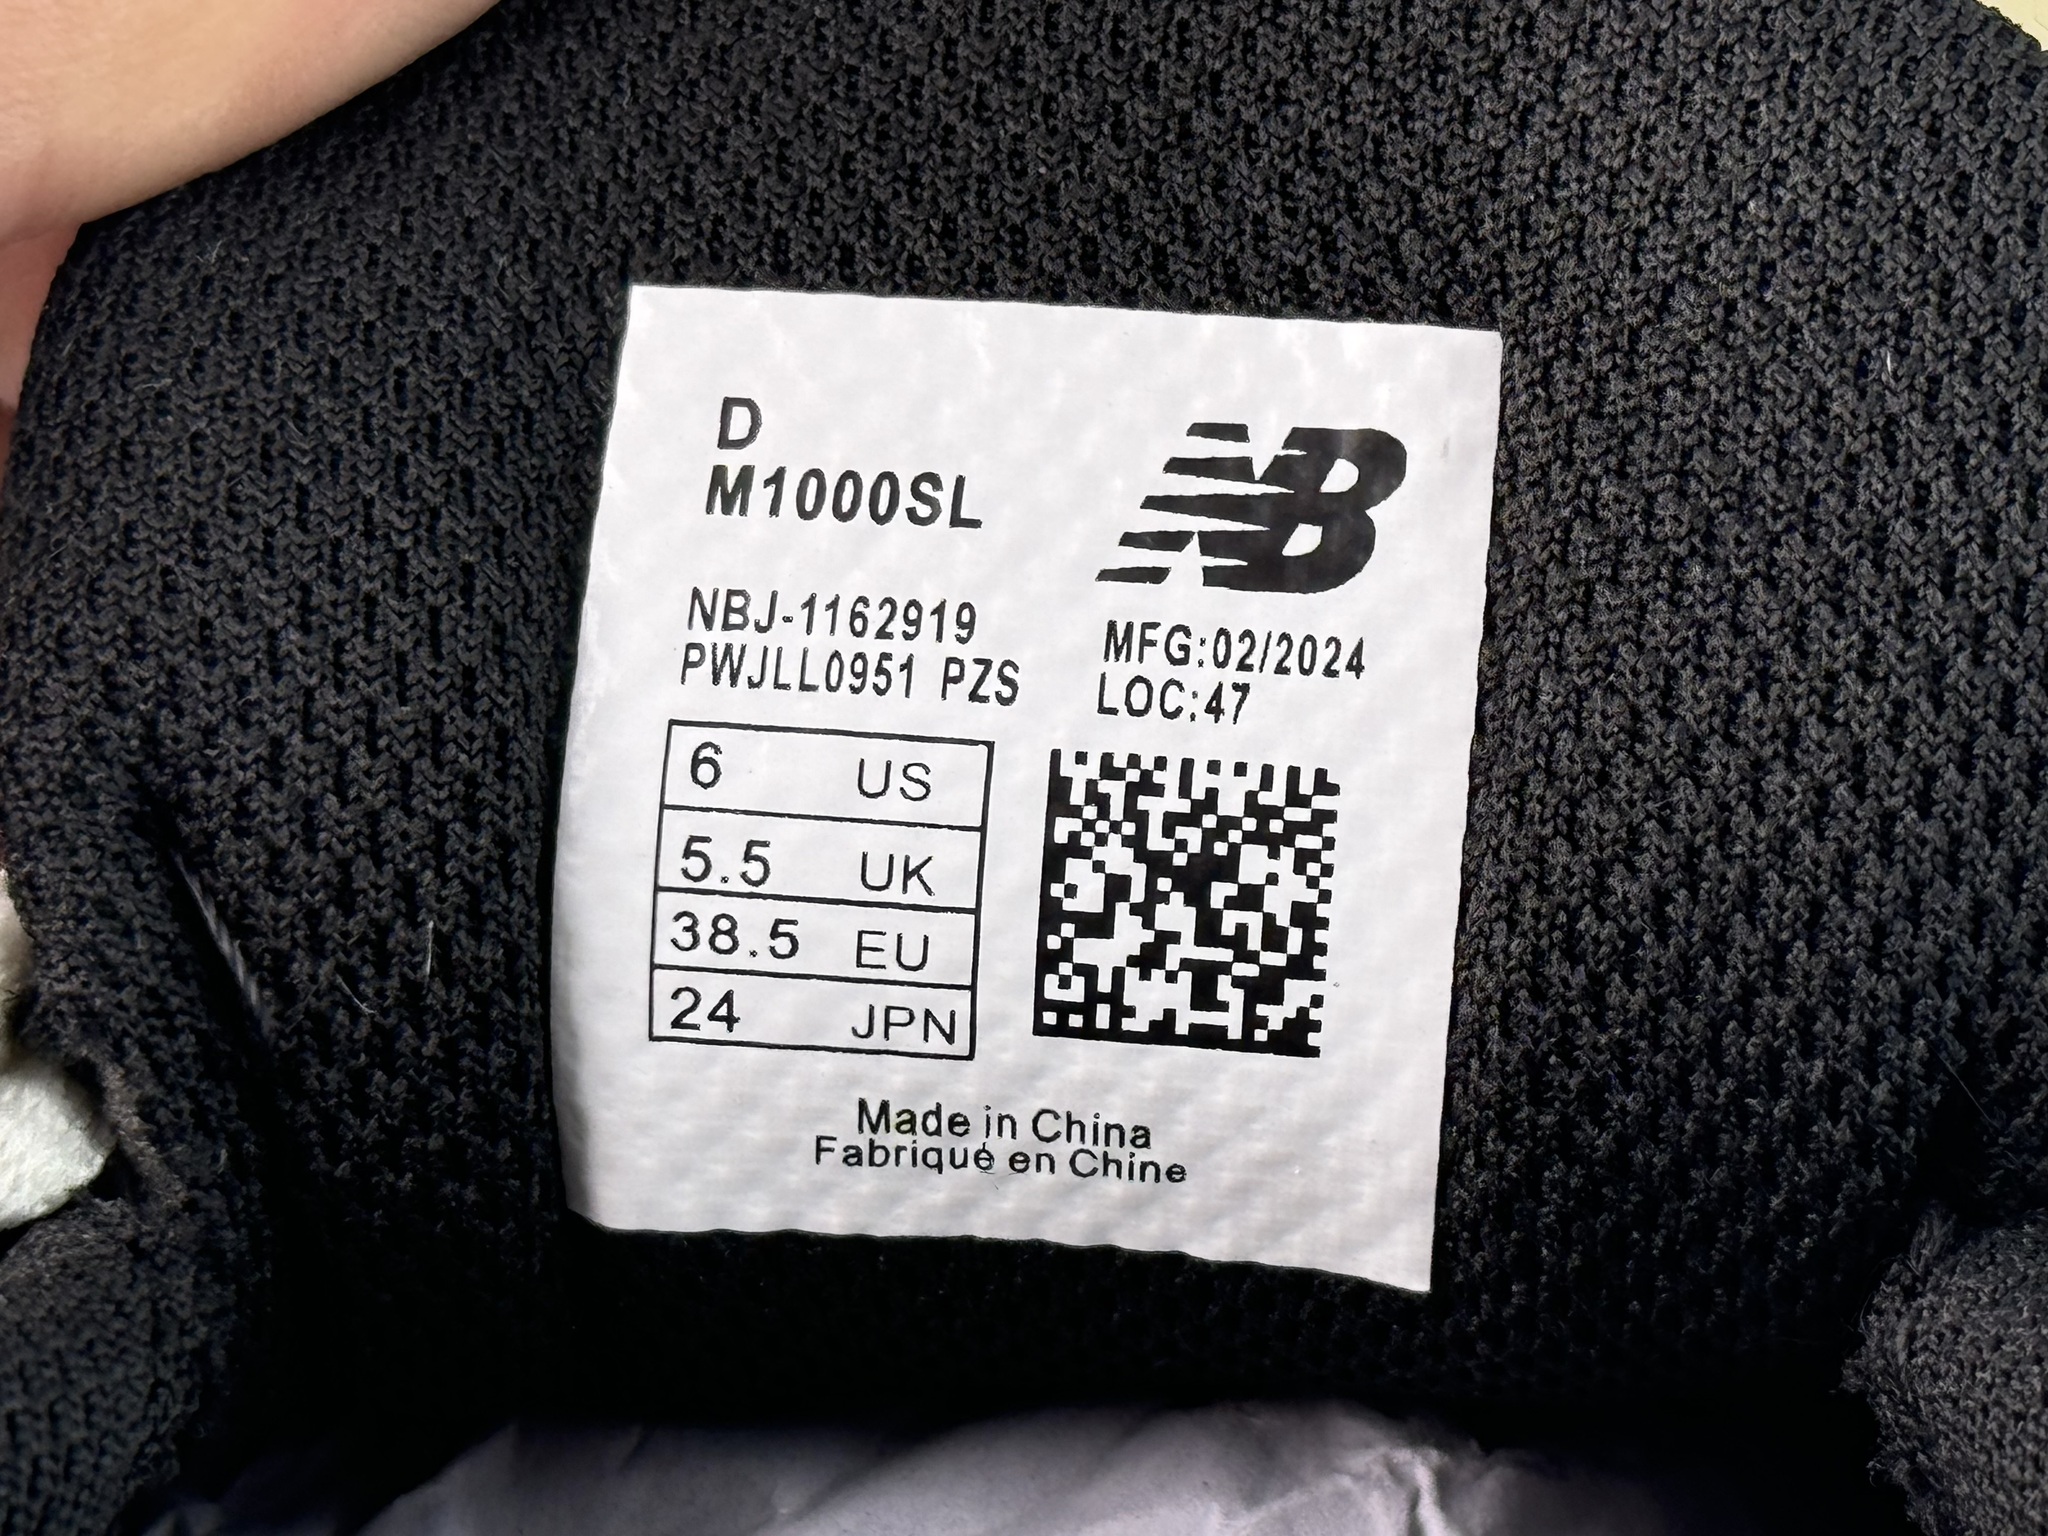 D
M1000SL
NB
NBJ-1162919
PWJLL0951 PZS
MFG:02/2024
LOC:47
6 US
5.5 UK
38.5 EU
24 JPN
Made in China
Fabriqué en Chine